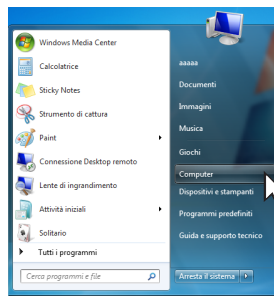 Windows Media Center
Calcolatrice
Sticky Notes
Strumento di cattura
Paint
Connessione Desktop remoto
Lente di ingrandimento
Attività iniziali
Solitario
Tutti i programmi
Cerca programmi e file
aaaaa
Documenti
Immagini
Musica
Giochi
Computer
Dispositivi e stampanti
Programmi predefiniti
Guida e supporto tecnico
Arresta il sistema